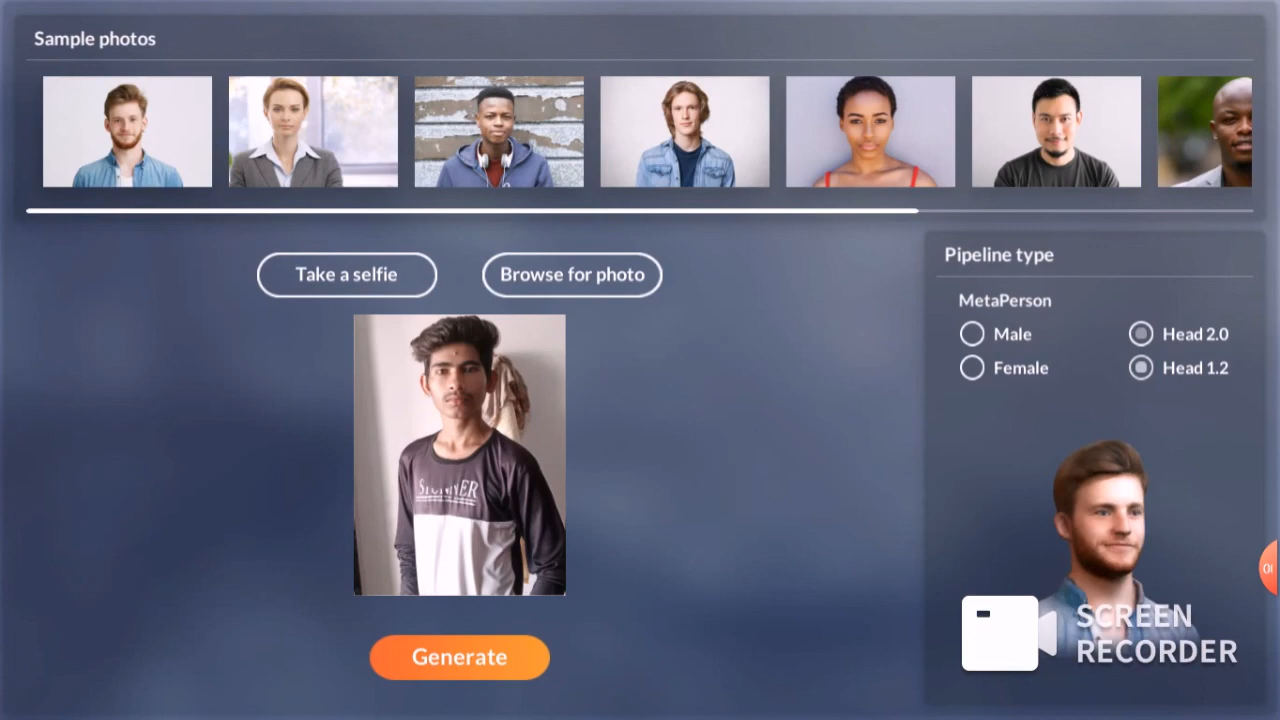 Sample photos
Take a selfie
Browse for photo
Pipeline type
MetaPerson
Male
Head 2.0
Female
Head 1.2
Generate
SCREEN
RECORDER